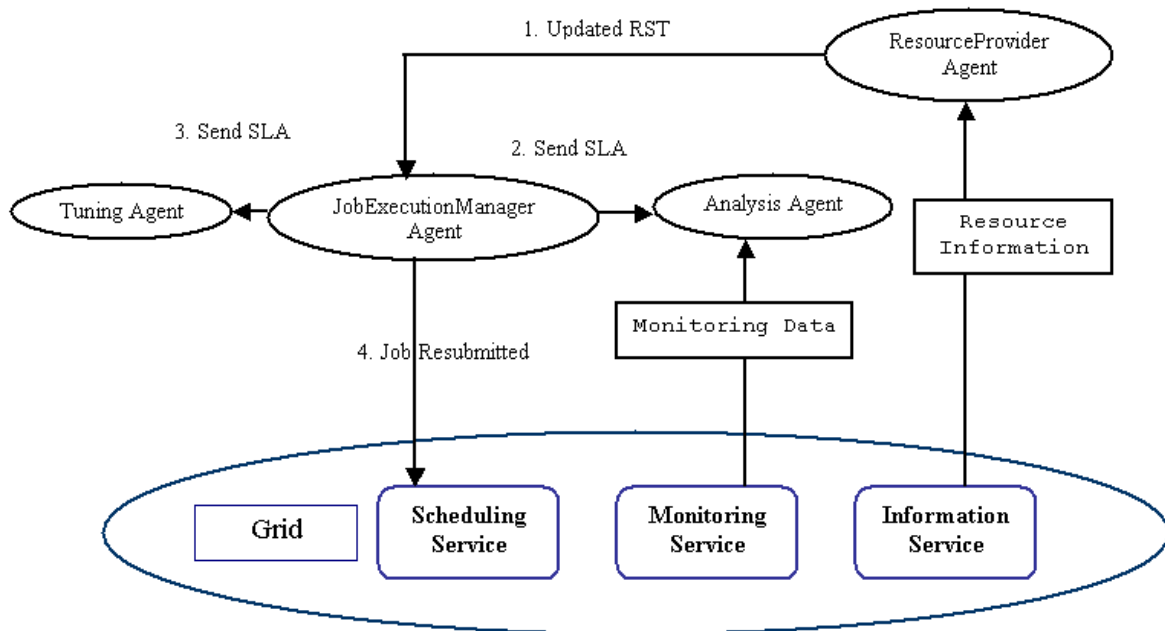 1. Updated RST
ResourceProvider
Agent
3. Send SLA
2. Send SLA
Tuning Agent
JobExecutionManager
Agent
Analysis Agent
Resource
Information
Monitoring Data
4. Job Resubmitted
Grid
Scheduling
Service
Monitoring
Service
Information
Service